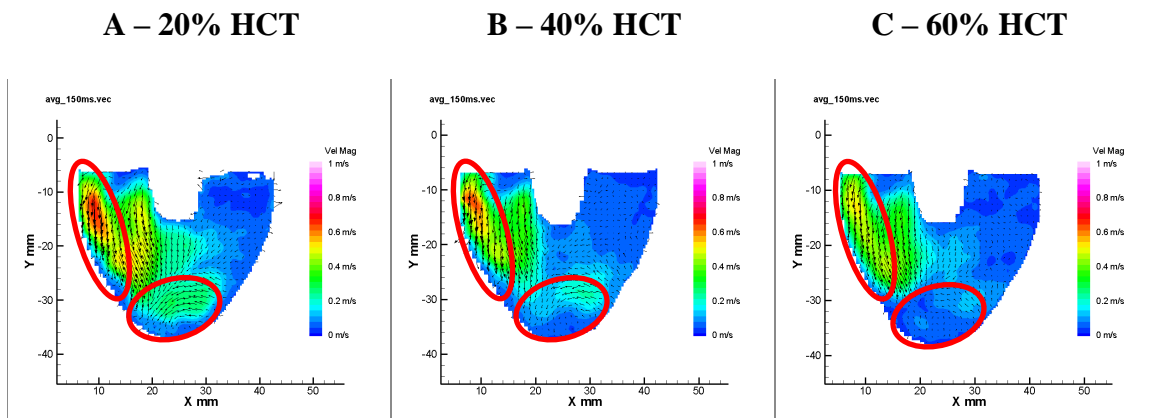 A – 20% HCT
B – 40% HCT
C – 60% HCT
avg_150ms.vec
Vel Mag
1 m/s
0.8 m/s
0.6 m/s
0.4 m/s
0.2 m/s
0 m/s
0
-10
-20
-30
-40
Y mm
10
20
30
40
50
X mm
avg_150ms.vec
Vel Mag
1 m/s
0.8 m/s
0.6 m/s
0.4 m/s
0.2 m/s
0 m/s
0
-10
-20
-30
-40
Y mm
10
20
30
40
50
X mm
avg_150ms.vec
Vel Mag
1 m/s
0.8 m/s
0.6 m/s
0.4 m/s
0.2 m/s
0 m/s
0
-10
-20
-30
-40
Y mm
10
20
30
40
50
X mm